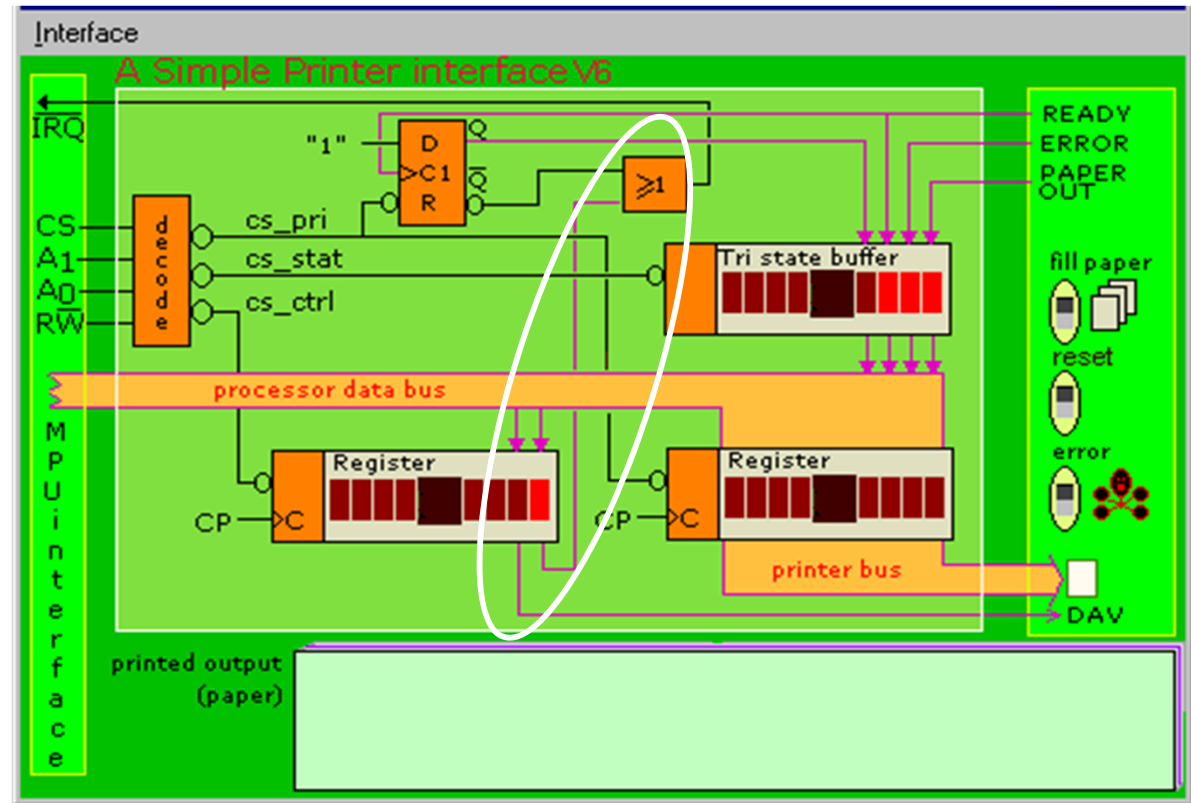 Interface
A Simple Printer interface V6
IRQ
"1"
D
Q
C1
Q
R
≥1
READY
ERROR
PAPER
OUT
CS
A1
A0
RW
decode
cs_pri
cs_stat
cs_ctrl
Tri state buffer
fill paper
reset
error
processor data bus
MPU interface
Register
CP
C
Register
CP
C
printer bus
DAV
printed output
(paper)